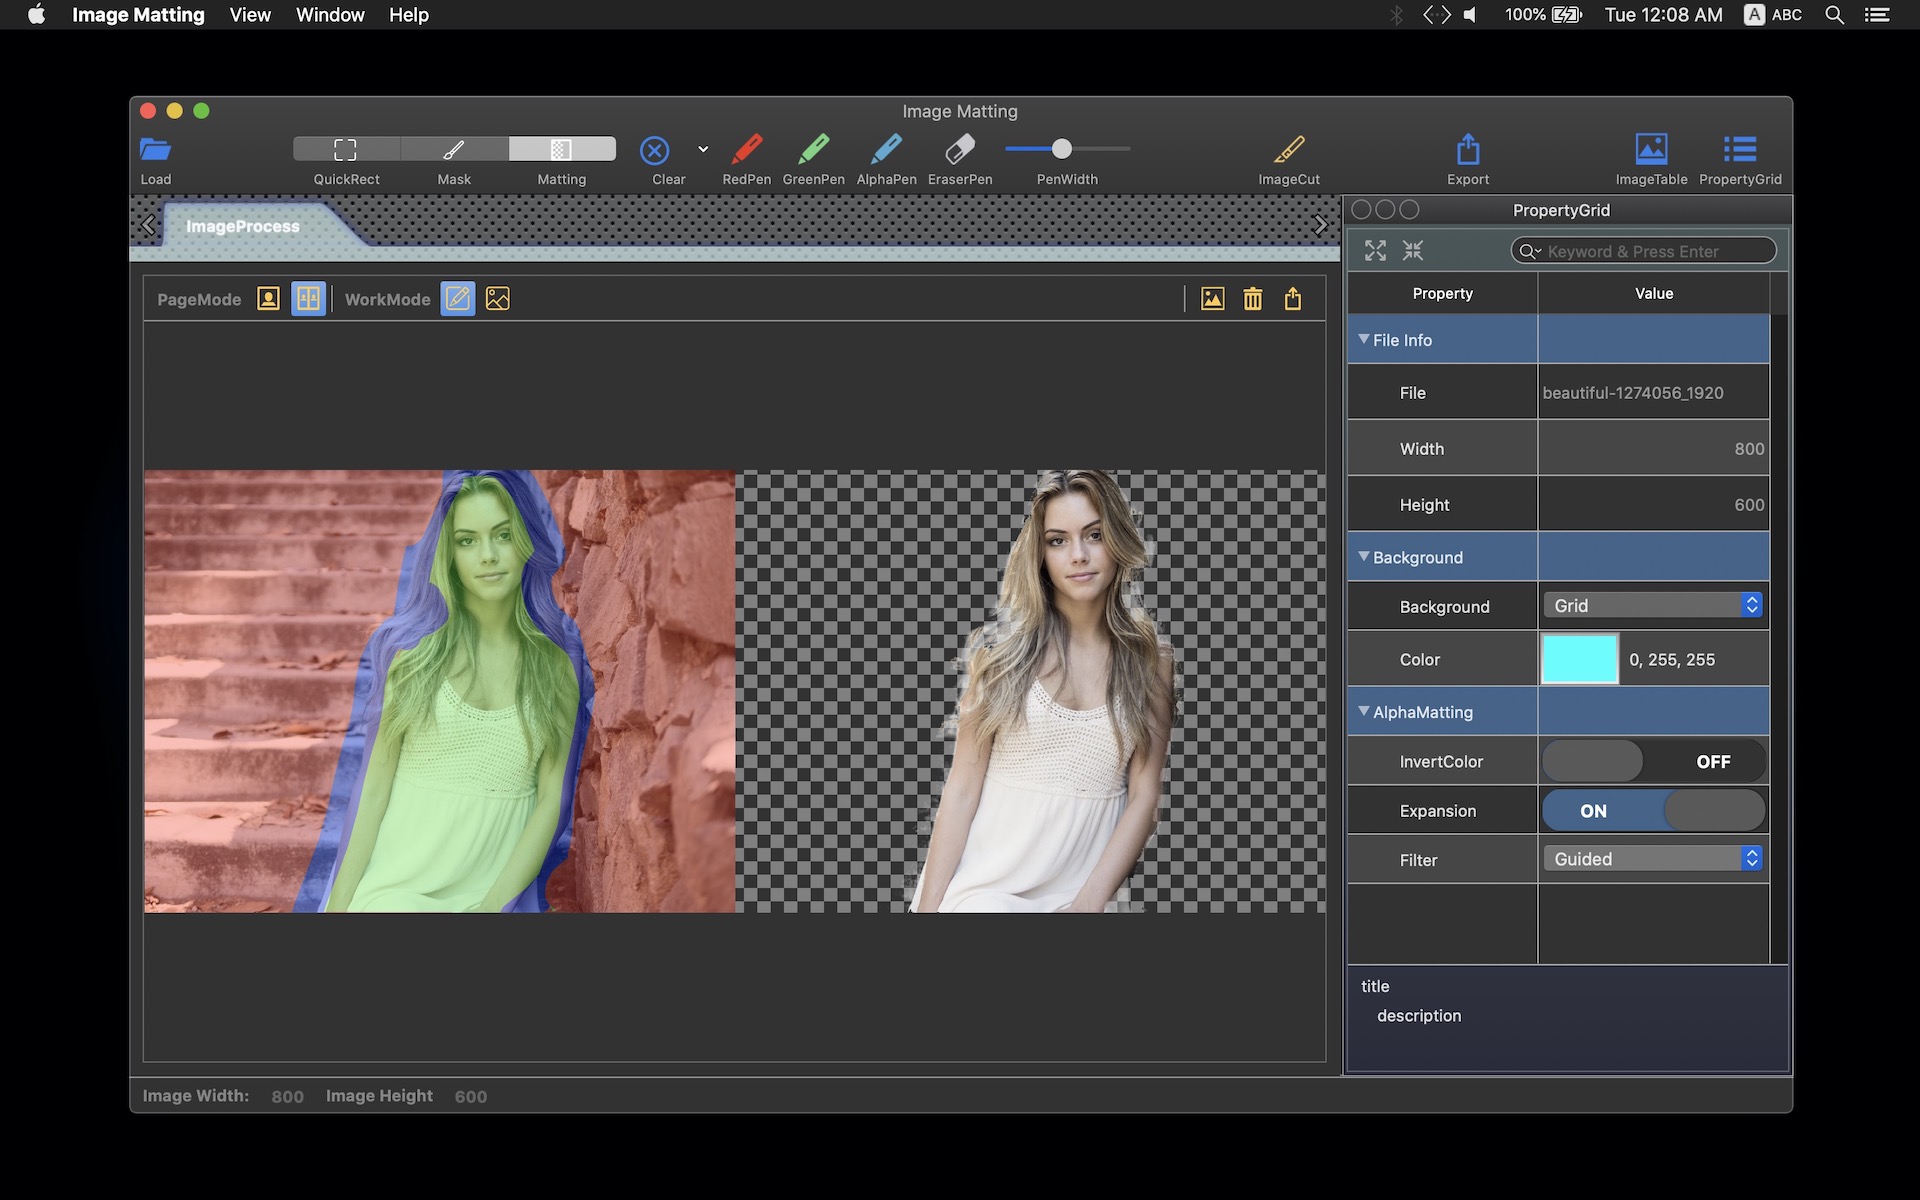 Image Matting View Window Help 100% Tue 12:08 AM A ABC
Image Matting
Load QuickRect Mask Matting Clear RedPen GreenPen AlphaPen EraserPen PenWidth ImageCut Export ImageTable PropertyGrid
ImageProcess
PageMode WorkMode
Image Width: 800 Image Height 600
PropertyGrid
Keyword & Press Enter
Property Value
File Info
File beautiful-1274056_1920
Width 800
Height 600
Background
Background Grid
Color 0, 255, 255
AlphaMatting
InvertColor OFF
Expansion ON
Filter Guided
title
description